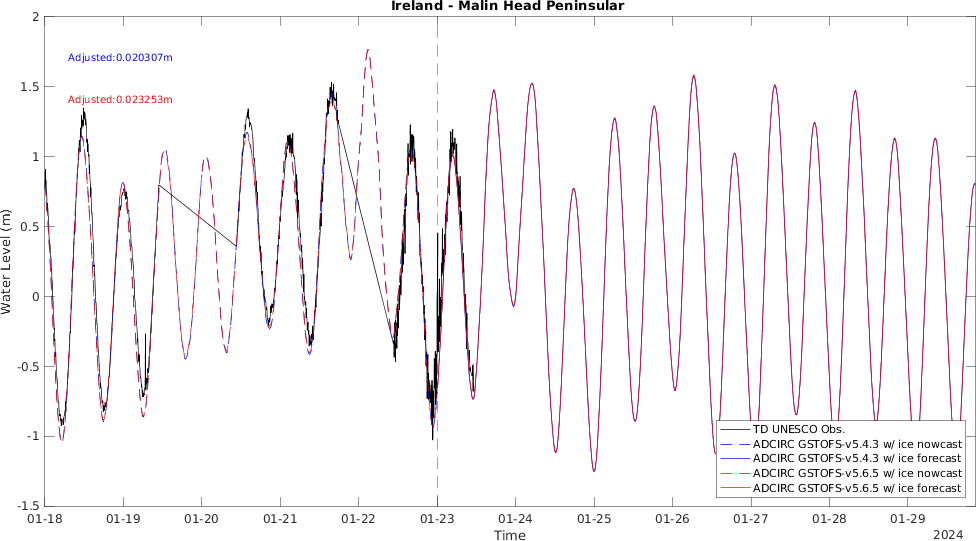 Ireland - Malin Head Peninsular
2
Adjusted:0.020307m
1.5
Adjusted:0.023253m
1
0.5
0
-0.5
-1
-1.5
Water Level (m)
TD UNESCO Obs.
ADCIRC GSTOFS-v5.4.3 w/ ice nowcast
ADCIRC GSTOFS-v5.4.3 w/ ice forecast
ADCIRC GSTOFS-v5.6.5 w/ ice nowcast
ADCIRC GSTOFS-v5.6.5 w/ ice forecast
01-18 01-19 01-20 01-21 01-22 01-23 01-24 01-25 01-26 01-27 01-28 01-29
Time
2024